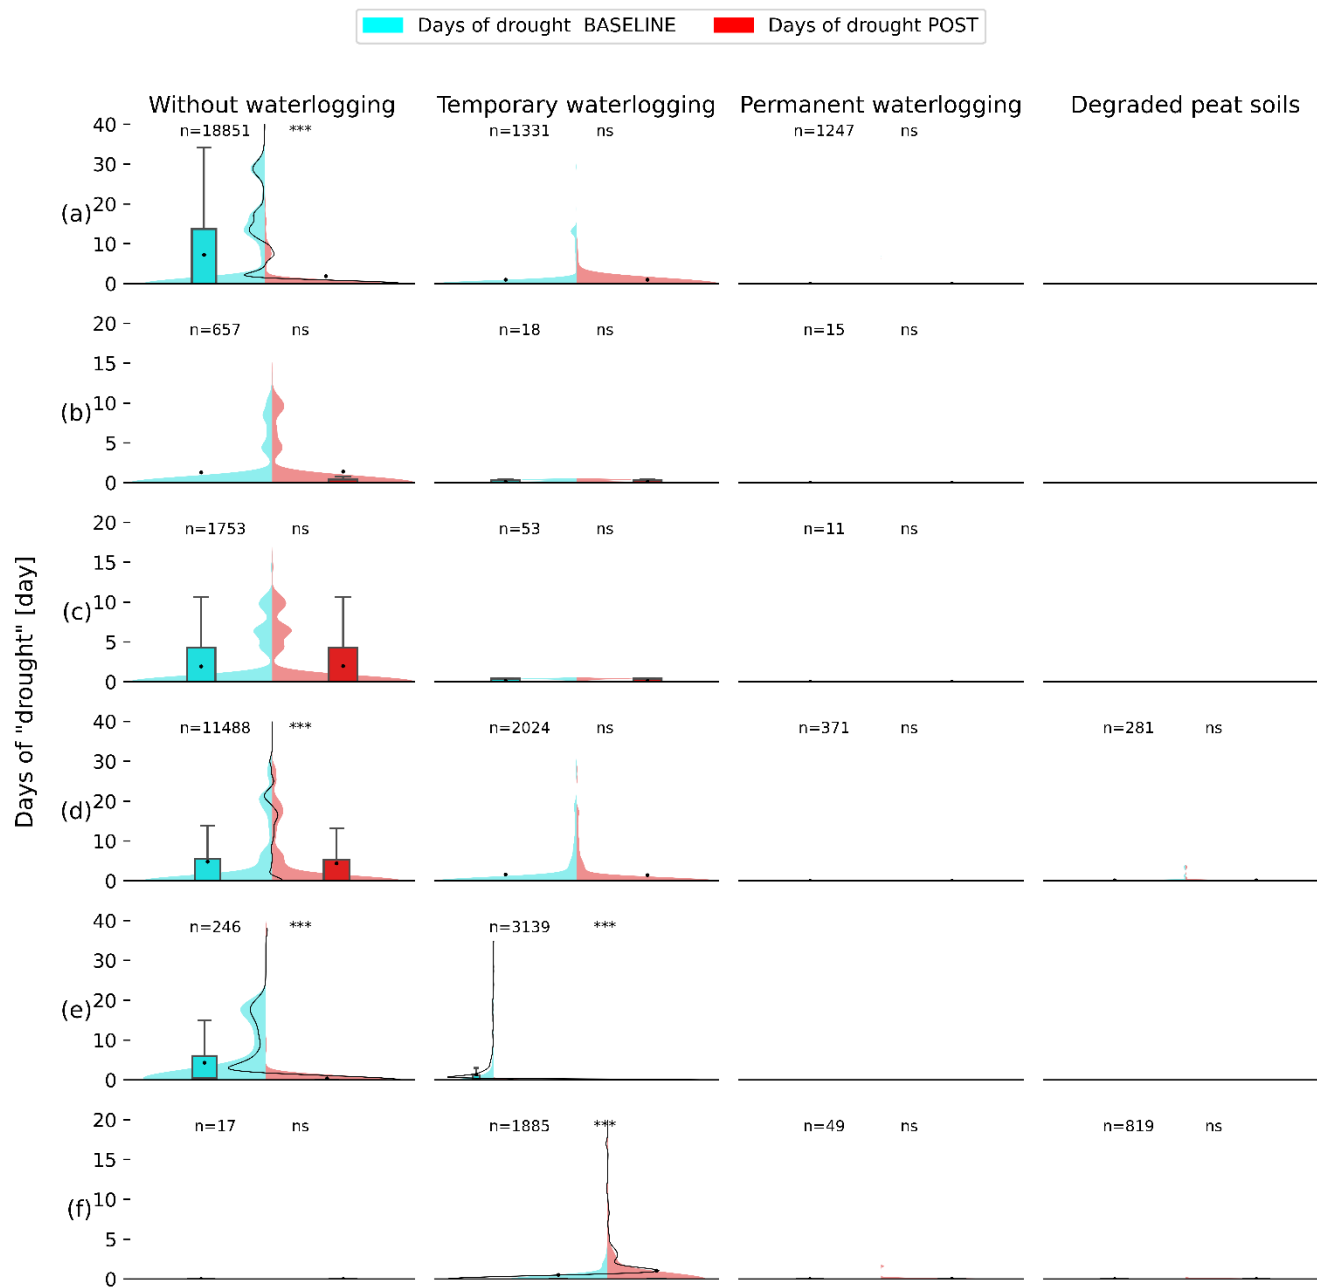 Days of drought BASELINE Days of drought POST
Without waterlogging Temporary waterlogging Permanent waterlogging Degraded peat soils
Days of "drought" [day]
(a)
40
30
20
10
0
n=18851 *** n=1331 ns n=1247 ns
(b)
20
15
10
5
0
n=657 ns n=18 ns n=15 ns
(c)
20
15
10
5
0
n=1753 ns n=53 ns n=11 ns
(d)
40
30
20
10
0
n=11488 *** n=2024 ns n=371 ns n=281 ns
(e)
40
30
20
10
0
n=246 *** n=3139 ***
(f)
20
15
10
5
0
n=17 ns n=1885 *** n=49 ns n=819 ns